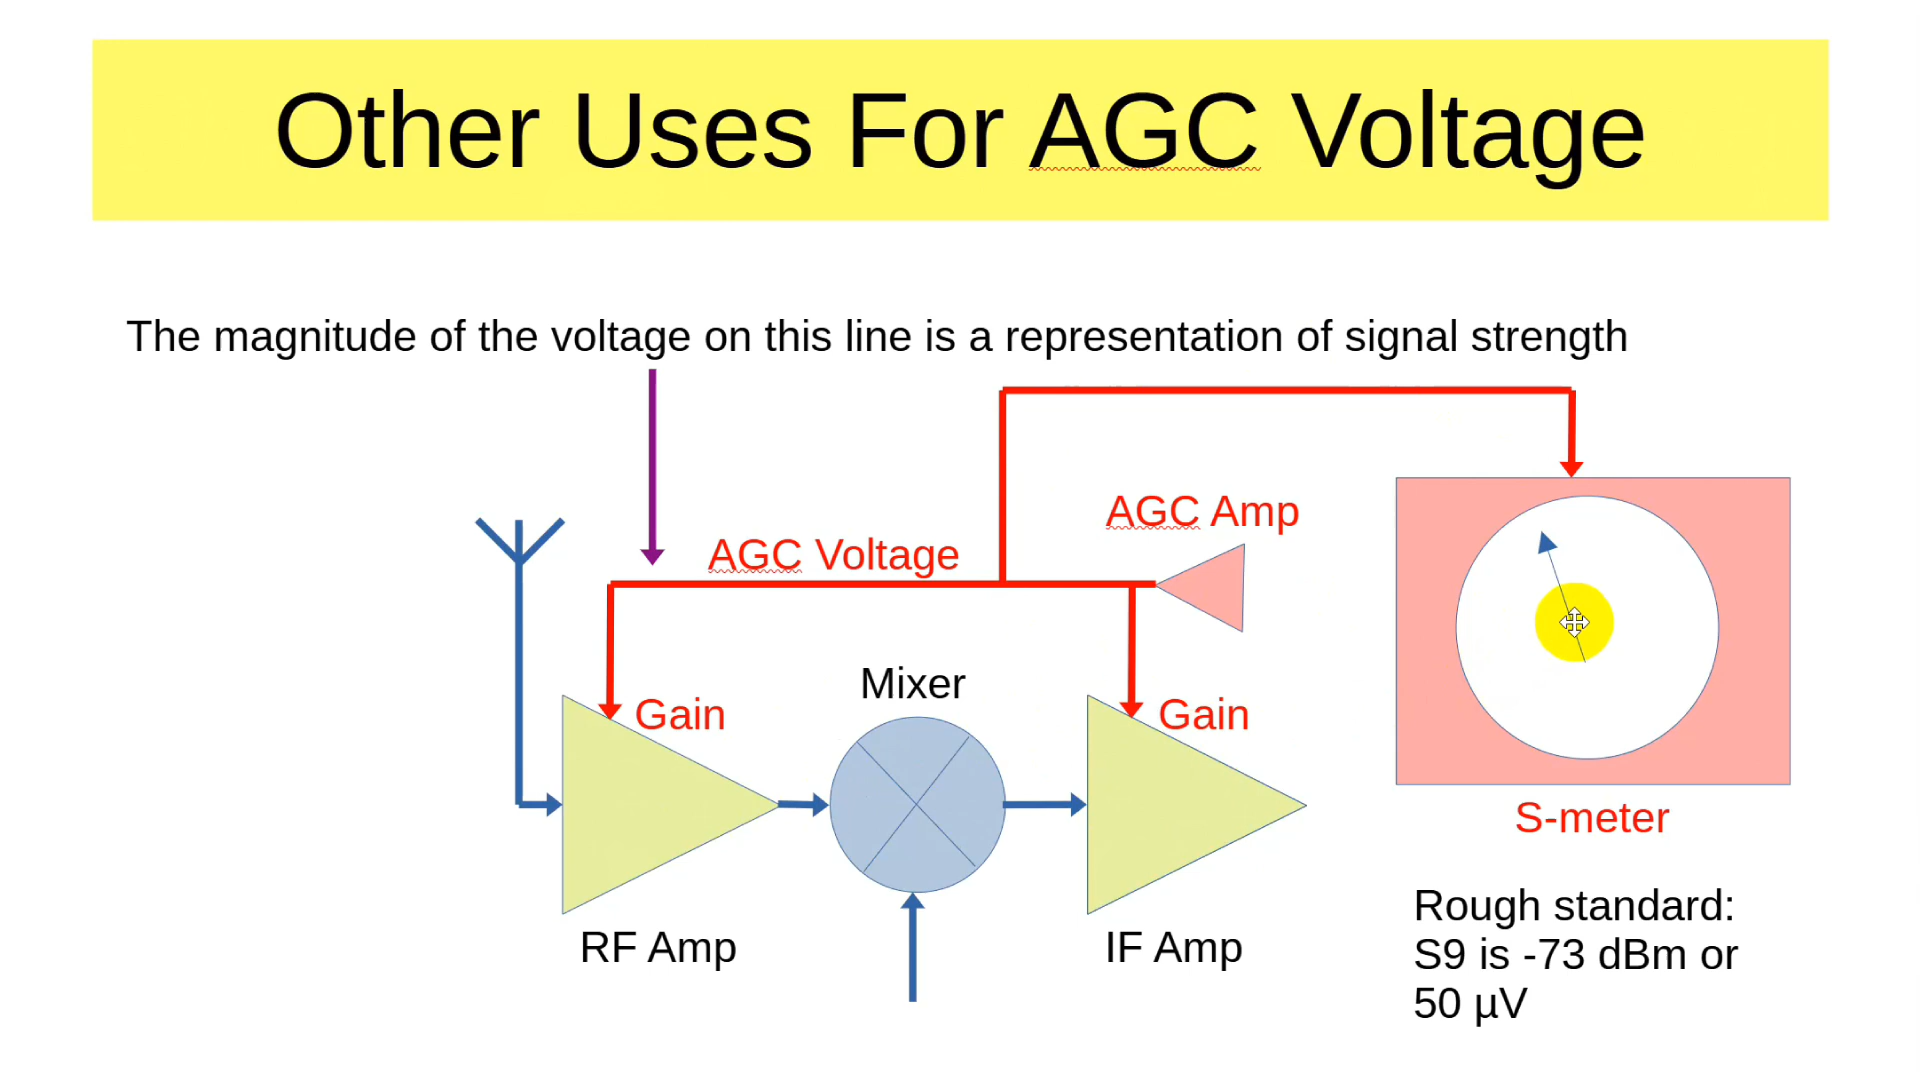 Other Uses For AGC Voltage
The magnitude of the voltage on this line is a representation of signal strength
AGC Amp
AGC Voltage
Mixer
Gain
Gain
S-meter
RF Amp
IF Amp
Rough standard:
S9 is -73 dBm or
50 µV